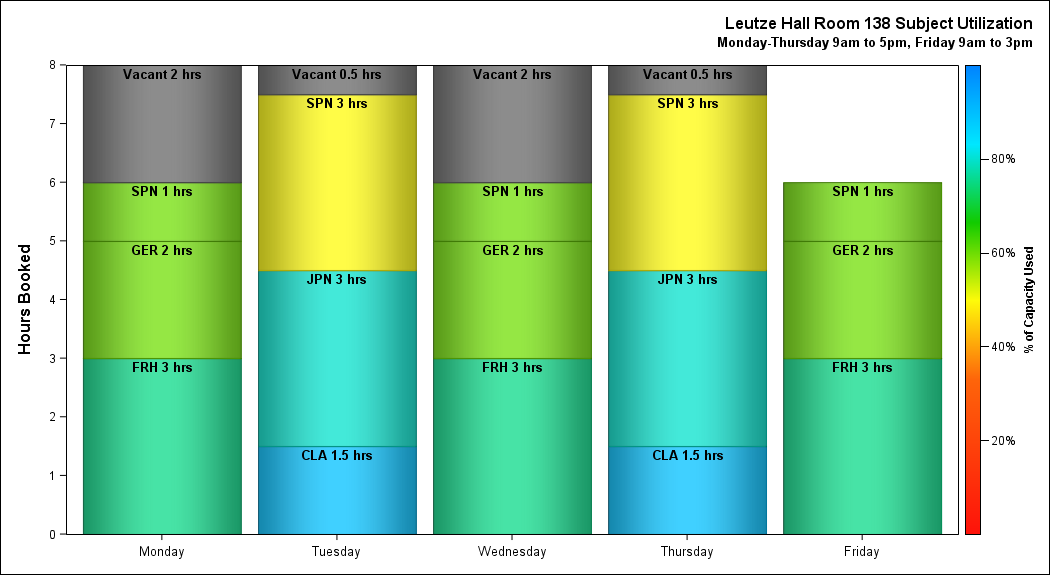 Leutze Hall Room 138 Subject Utilization
Monday-Thursday 9am to 5pm, Friday 9am to 3pm
Hours Booked
8
7
6
5
4
3
2
1
0
Vacant 2 hrs
SPN 1 hrs
GER 2 hrs
FRH 3 hrs
Vacant 0.5 hrs
SPN 3 hrs
JPN 3 hrs
CLA 1.5 hrs
Vacant 2 hrs
SPN 1 hrs
GER 2 hrs
FRH 3 hrs
Vacant 0.5 hrs
SPN 3 hrs
JPN 3 hrs
CLA 1.5 hrs
SPN 1 hrs
GER 2 hrs
FRH 3 hrs
Monday
Tuesday
Wednesday
Thursday
Friday
80%
60%
40%
20%
% of Capacity Used